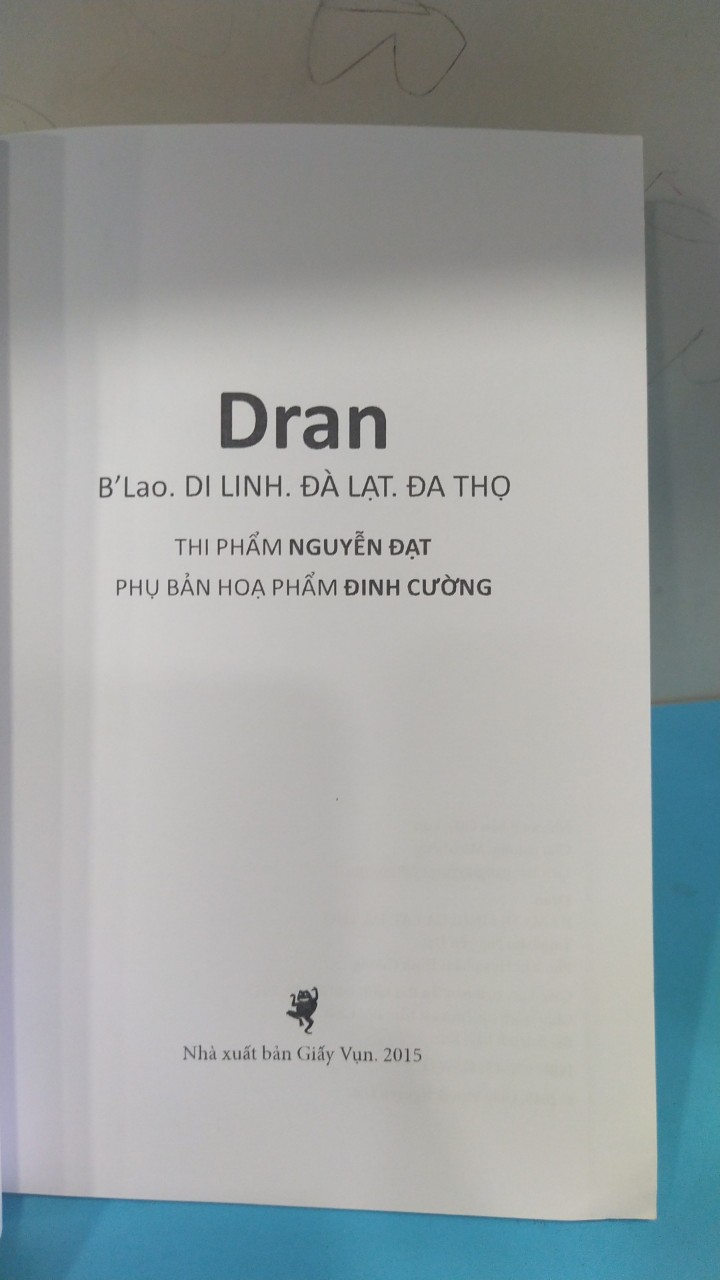 Dran
B'Lao. DI LINH. ĐÀ LẠT. ĐA THỌ
THI PHẨM NGUYỄN ĐẠT
PHỤ BẢN HOẠ PHẨM ĐINH CƯỜNG
Nhà xuất bản Giấy Vụn. 2015